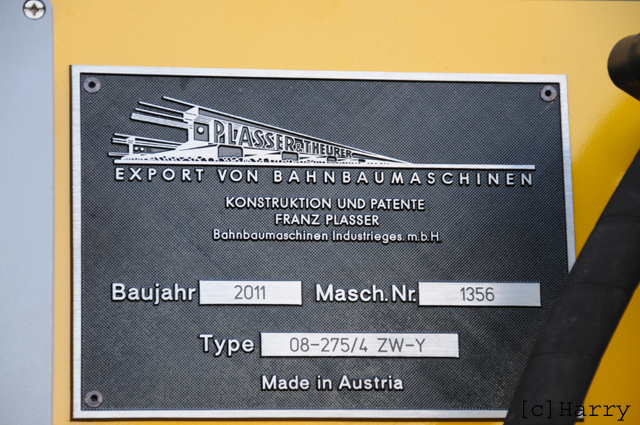 PLASSER & THEURER
EXPORT VON BAHNBAUMASCHINEN
KONSTRUKTION UND PATENTE
FRANZ PLASSER
Bahnbaumaschinen Industrieges. m.b.H.
Baujahr 2011 Masch.Nr. 1356
Type 08-275/4 ZW-Y
Made in Austria
[c]Harry